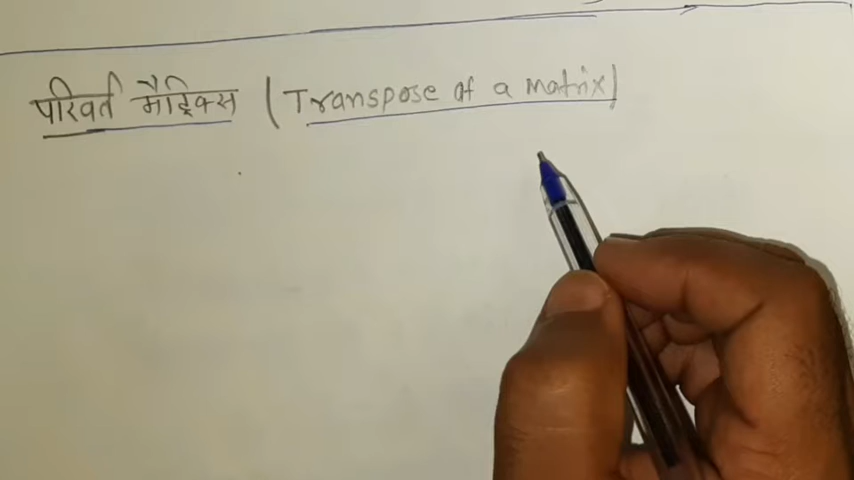 परिवर्त मैट्रिक्स (Transpose of a matrix)